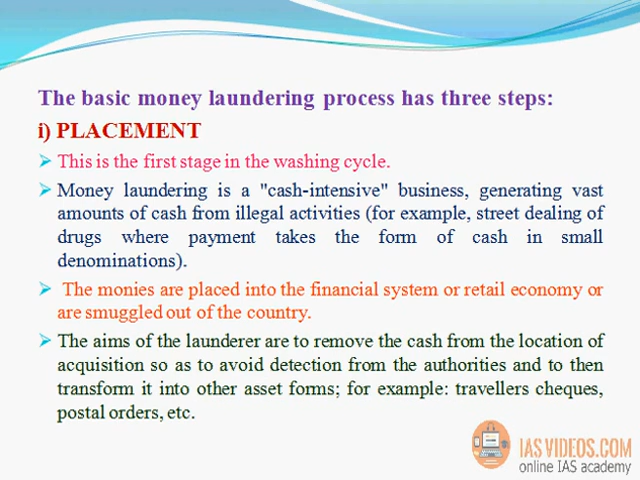 The basic money laundering process has three steps:
i) PLACEMENT
This is the first stage in the washing cycle.
Money laundering is a "cash-intensive" business, generating vast
amounts of cash from illegal activities (for example, street dealing of
drugs where payment takes the form of cash in small
denominations).
The monies are placed into the financial system or retail economy or
are smuggled out of the country.
The aims of the launderer are to remove the cash from the location of
acquisition so as to avoid detection from the authorities and to then
transform it into other asset forms; for example: travellers cheques,
postal orders, etc.
IASVIDEOS.COM
online IAS academy